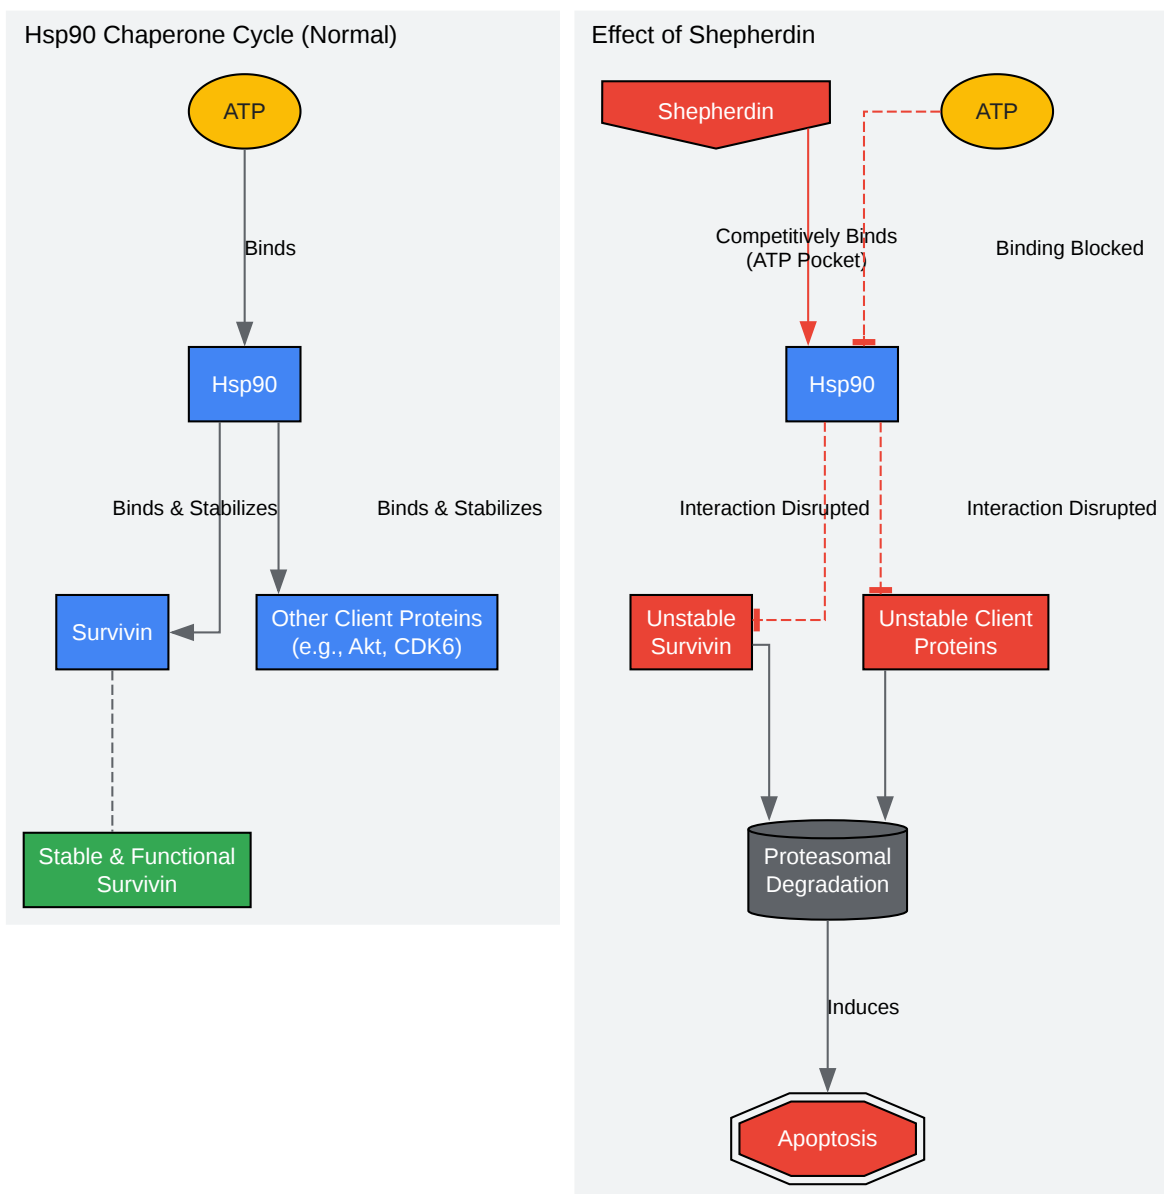 Hsp90 Chaperone Cycle (Normal)
ATP
Binds
Hsp90
Binds & Stabilizes
Binds & Stabilizes
Survivin
Other Client Proteins
(e.g., Akt, CDK6)
Stable & Functional
Survivin
Effect of Shepherdin
Shepherdin
ATP
Competitively Binds
(ATP Pocket)
Binding Blocked
Hsp90
Interaction Disrupted
Interaction Disrupted
Unstable
Survivin
Unstable Client
Proteins
Proteasomal
Degradation
Induces
Apoptosis